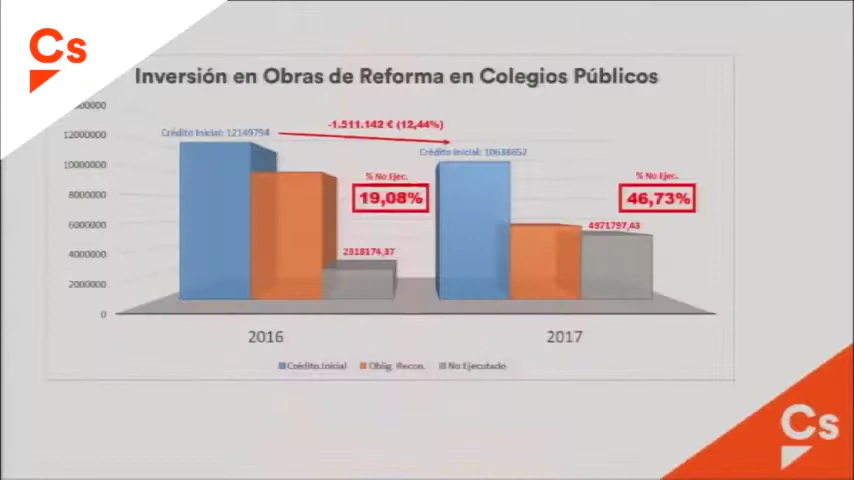 Cs
Inversión en Obras de Reforma en Colegios Públicos
-1.511.142 € (12,44%)
Crédito Inicial: 12149794
Crédito Inicial: 10638652
% No Ejec.
19,08%
% No Ejec.
46,73%
2318174,37
4971797,43
14000000
12000000
10000000
8000000
6000000
4000000
2000000
0
2016
2017
Crédito Inicial
Oblig. Recon.
No Ejecutado
Cs